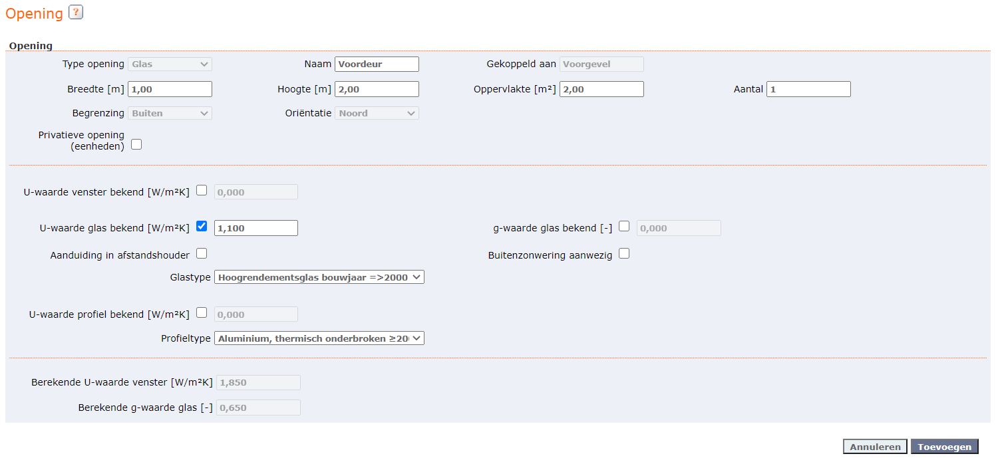 Opening ?
Opening
Type opening Glas Naam Voordeur Gekoppeld aan Voorgevel
Breedte [m] 1,00 Hoogte [m] 2,00 Oppervlakte [m²] 2,00 Aantal 1
Begrenzing Buiten Oriëntatie Noord
Privatieve opening
(eenheden)
U-waarde venster bekend [W/m²K] 0,000
U-waarde glas bekend [W/m²K] 1,100 g-waarde glas bekend [-] 0,000
Aanduiding in afstandshouder Buitenzonwering aanwezig
Glastype Hoogrendementsglas bouwjaar =>2000
U-waarde profiel bekend [W/m²K] 0,000
Profieltype Aluminium, thermisch onderbroken ≥20
Berekende U-waarde venster [W/m²K] 1,850
Berekende g-waarde glas [-] 0,650
Annuleren Toevoegen